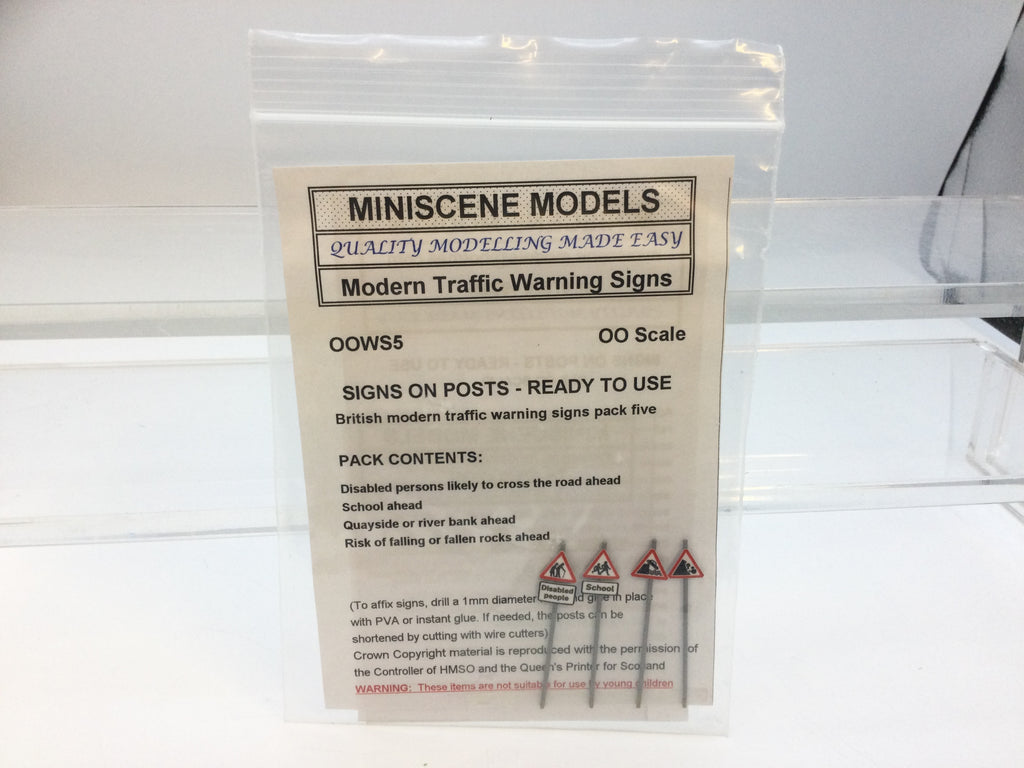 MINISCENE MODELS
QUALITY MODELLING MADE EASY
Modern Traffic Warning Signs
OOWS5 OO Scale
SIGNS ON POSTS - READY TO USE
British modern traffic warning signs pack five
PACK CONTENTS:
Disabled persons likely to cross the road ahead
School ahead
Quayside or river bank ahead
Risk of falling or fallen rocks ahead
Disabled
people
School
(To affix signs, drill a 1mm diameter and glue in place
with PVA or instant glue. If needed, the posts can be
shortened by cutting with wire cutters)
Crown Copyright material is reproduced with the permission of
the Controller of HMSO and the Queen's Printer for Scotland
WARNING: These items are not suitable for use by young children